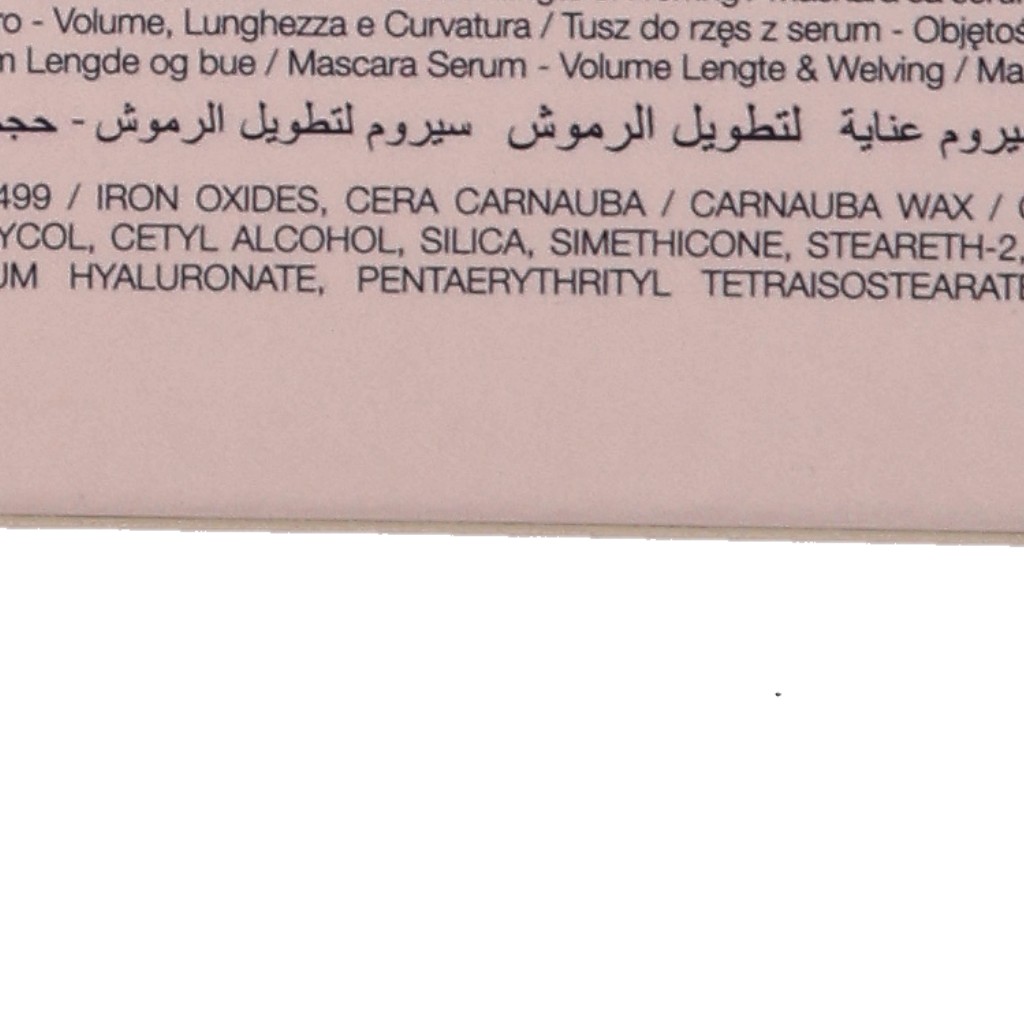 ro - Volume, Lunghezza e Curvatura / Tusz do rzęs z serum - Objętoś
m Lengde og bue / Mascara Serum - Volume Lengte & Welving / Ma
يروم عناية لتطويل الرموش سيروم لتطويل الرموش - حجم
499 / IRON OXIDES, CERA CARNAUBA / CARNAUBA WAX / C
YCOL, CETYL ALCOHOL, SILICA, SIMETHICONE, STEARETH-2,
UM HYALURONATE, PENTAERYTHRITYL TETRAISOSTEARATE